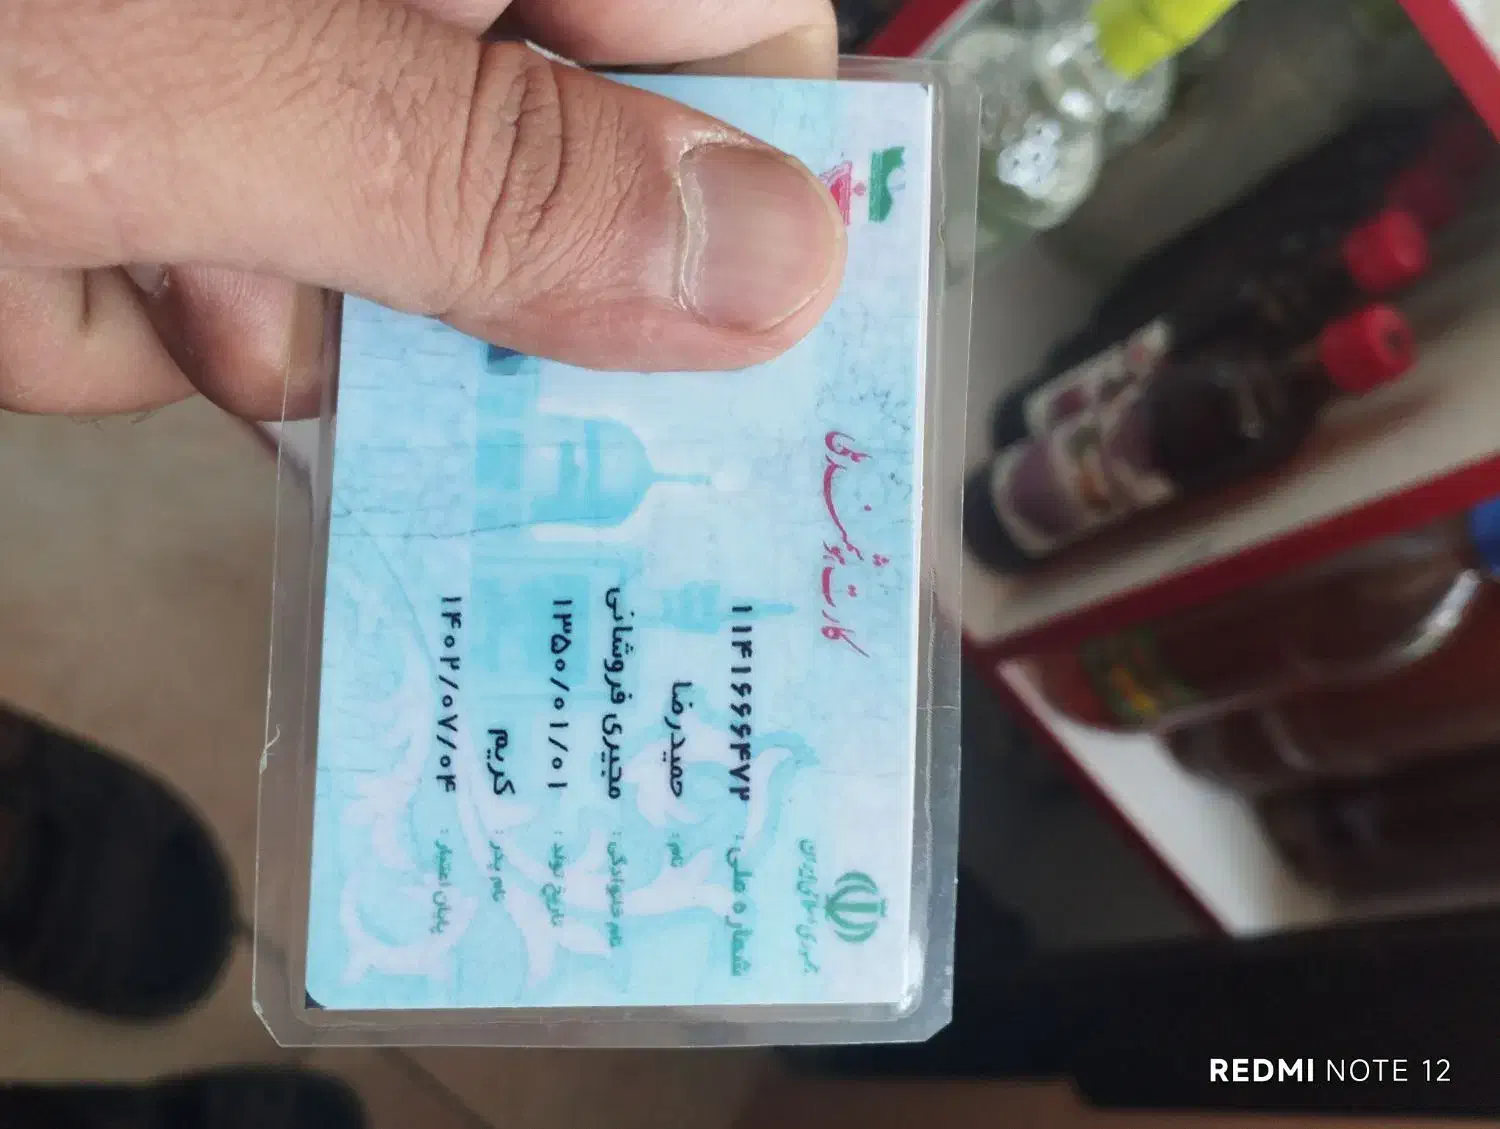 کارت هوشمند ملی
جمهوری اسلامی ایران
شماره ملی: ۱۱۴۱۶۶۶۴۷۲
نام: حمیدرضا
نام خانوادگی: مجیری فروشانی
تاریخ تولد: ۱۳۵۰/۰۱/۰۱
نام پدر: کریم
پایان اعتبار: ۱۴۰۲/۰۷/۰۴
REDMI NOTE 12